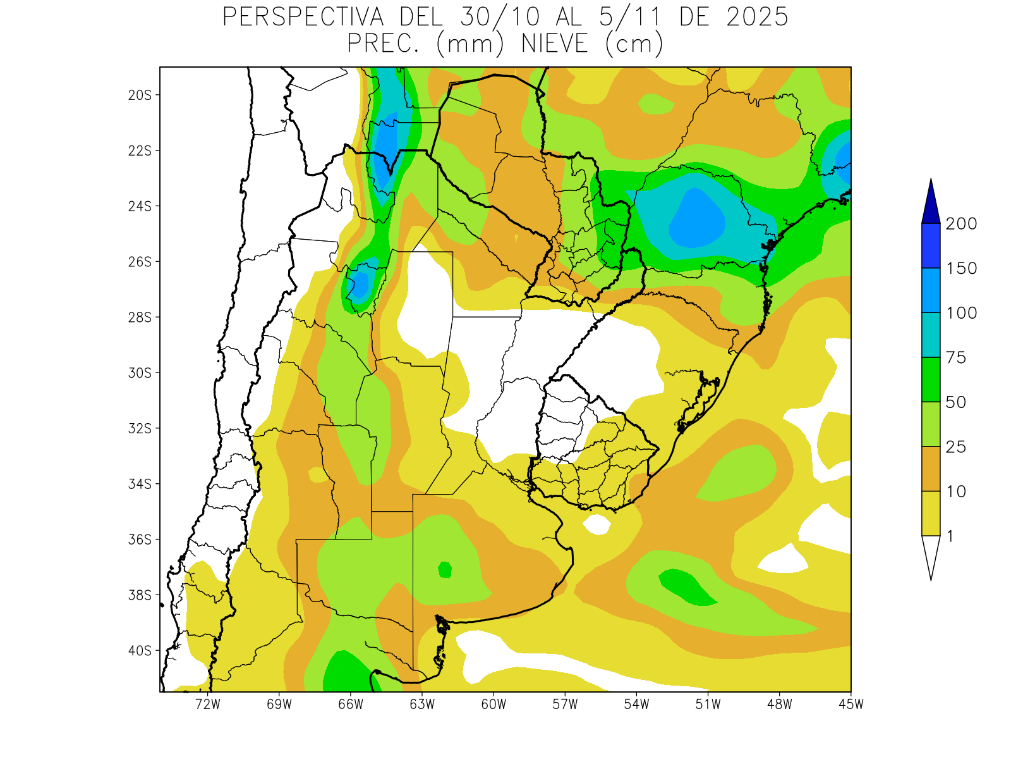 PERSPECTIVA DEL 30/10 AL 5/11 DE 2025
PREC. (mm) NIEVE (cm)
20S
22S
24S
26S
28S
30S
32S
34S
36S
38S
40S
72W 69W 66W 63W 60W 57W 54W 51W 48W 45W
200
150
100
75
50
25
10
1